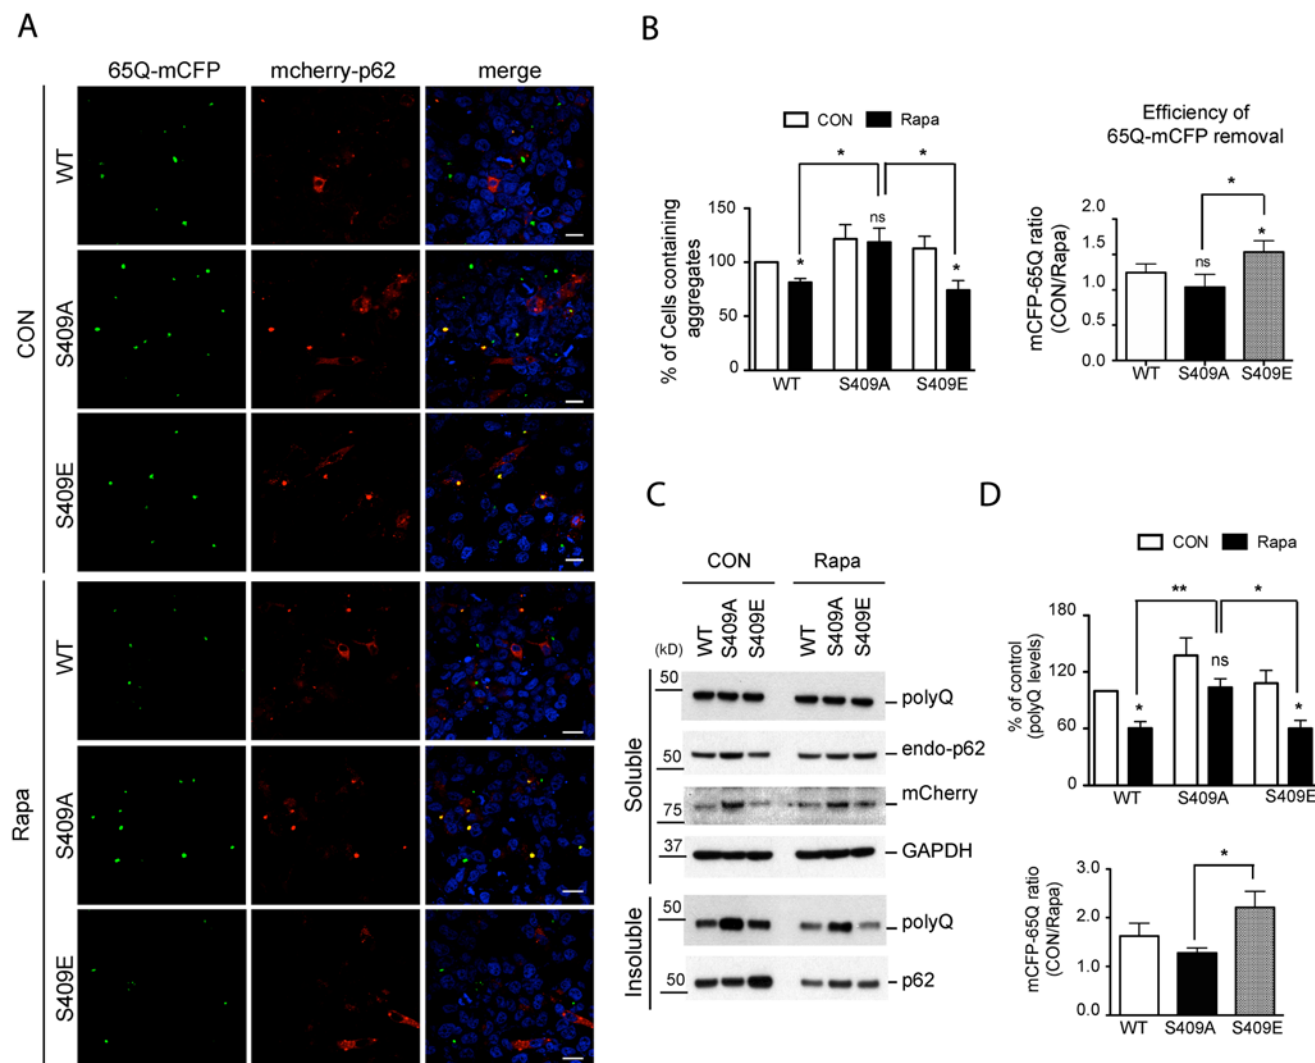 A
65Q-mCFP
mcherry-p62
merge
CON
WT
S409A
S409E
Rapa
WT
S409A
S409E
B
CON
Rapa
*
*
% of Cells containing
aggregates
150
100
50
0
*
ns
*
WT
S409A
S409E
Efficiency of
65Q-mCFP removal
*
mCFP-65Q ratio
(CON/Rapa)
2.0
1.5
1.0
0.5
0.0
ns
*
WT
S409A
S409E
C
CON
Rapa
(kD)
WT
S409A
S409E
WT
S409A
S409E
Soluble
50
polyQ
50
endo-p62
75
mCherry
37
GAPDH
Insoluble
50
polyQ
50
p62
D
CON
Rapa
**
*
% of control
(polyQ levels)
180
120
60
0
*
ns
*
WT
S409A
S409E
*
mCFP-65Q ratio
(CON/Rapa)
3.0
2.0
1.0
0.0
WT
S409A
S409E